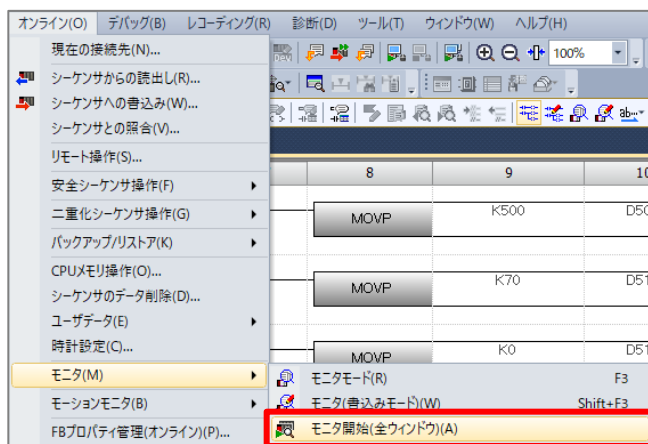 オンライン(O) デバッグ(B) レコーディング(R) 診断(D) ツール(T) ウィンドウ(W) ヘルプ(H)
現在の接続先(N)...
100%
シーケンサからの読出し(R)...
シーケンサへの書込み(W)...
シーケンサとの照合(V)...
リモート操作(S)...
安全シーケンサ操作(F)
二重化シーケンサ操作(G)
バックアップ/リストア(K)
CPUメモリ操作(O)...
シーケンサのデータ削除(D)...
ユーザデータ(E)
時計設定(C)...
モニタ(M)
モーションモニタ(B)
FBプロパティ管理(オンライン)(P)...
8 9 10
MOVP K500 D50
MOVP K70 D51
MOVP K0 D51
モニタモード(R) F3
モニタ(書込みモード)(W) Shift+F3
モニタ開始(全ウィンドウ)(A)